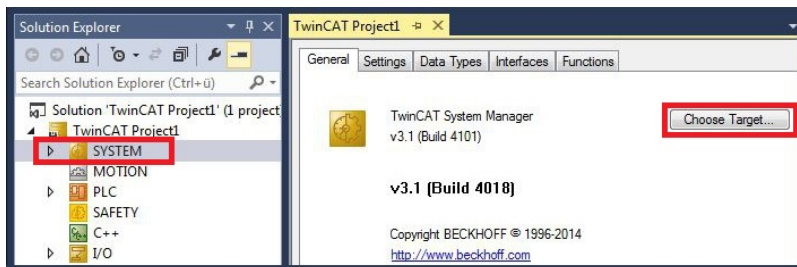 Solution Explorer
Search Solution Explorer (Ctrl+ü)
Solution 'TwinCAT Project1' (1 project
TwinCAT Project1
SYSTEM
MOTION
PLC
SAFETY
C++
I/O
TwinCAT Project1
General Settings Data Types Interfaces Functions
TwinCAT System Manager
v3.1 (Build 4101)
Choose Target...
v3.1 (Build 4018)
Copyright BECKHOFF © 1996-2014
http://www.beckhoff.com